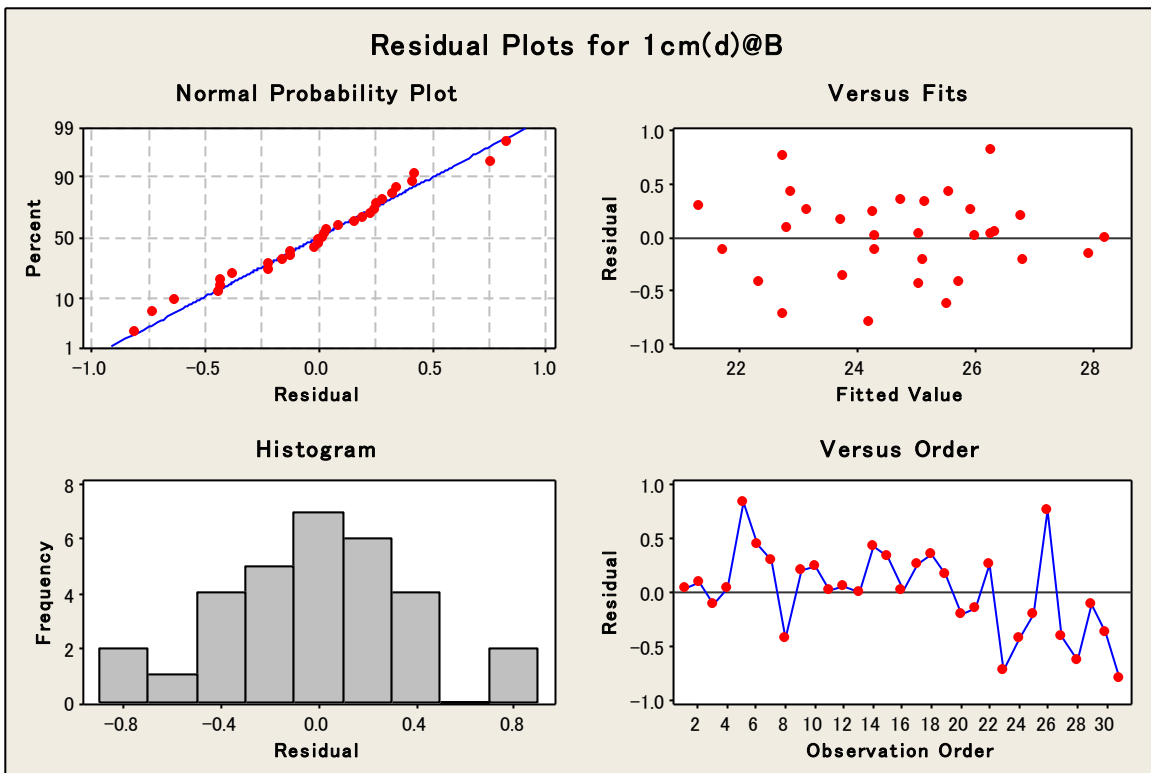 Residual Plots for 1cm(d)@B
Normal Probability Plot
99
90
50
10
1
Percent
-1.0 -0.5 0.0 0.5 1.0
Residual
Versus Fits
1.0
0.5
0.0
-0.5
-1.0
Residual
22 24 26 28
Fitted Value
Histogram
8
6
4
2
0
Frequency
-0.8 -0.4 0.0 0.4 0.8
Residual
Versus Order
1.0
0.5
0.0
-0.5
-1.0
Residual
2 4 6 8 10 12 14 16 18 20 22 24 26 28 30
Observation Order